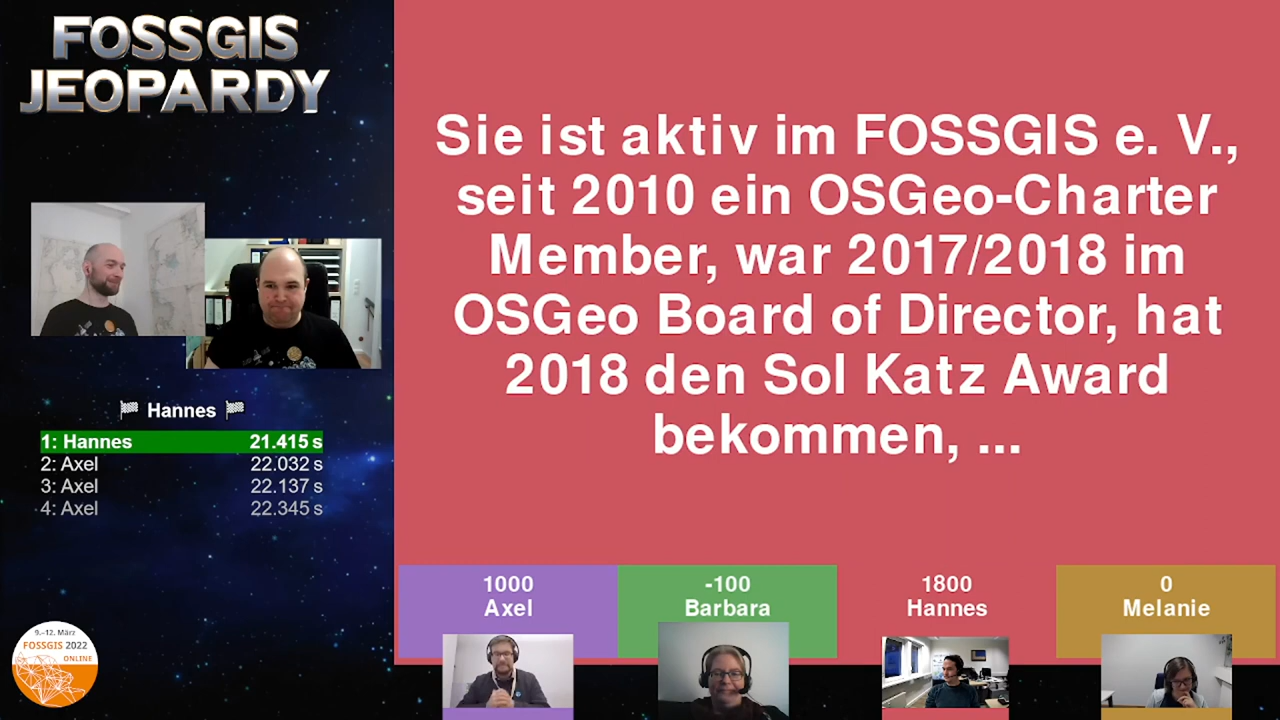 FOSSGIS
JEOPARDY
Sie ist aktiv im FOSSGIS e. V.,
seit 2010 ein OSGeo-Charter
Member, war 2017/2018 im
OSGeo Board of Director, hat
2018 den Sol Katz Award
bekommen, ...
Hannes
1: Hannes 21.415 s
2: Axel 22.032 s
3: Axel 22.137 s
4: Axel 22.345 s
1000
Axel
-100
Barbara
1800
Hannes
0
Melanie
9.–12. März
FOSSGIS 2022
ONLINE